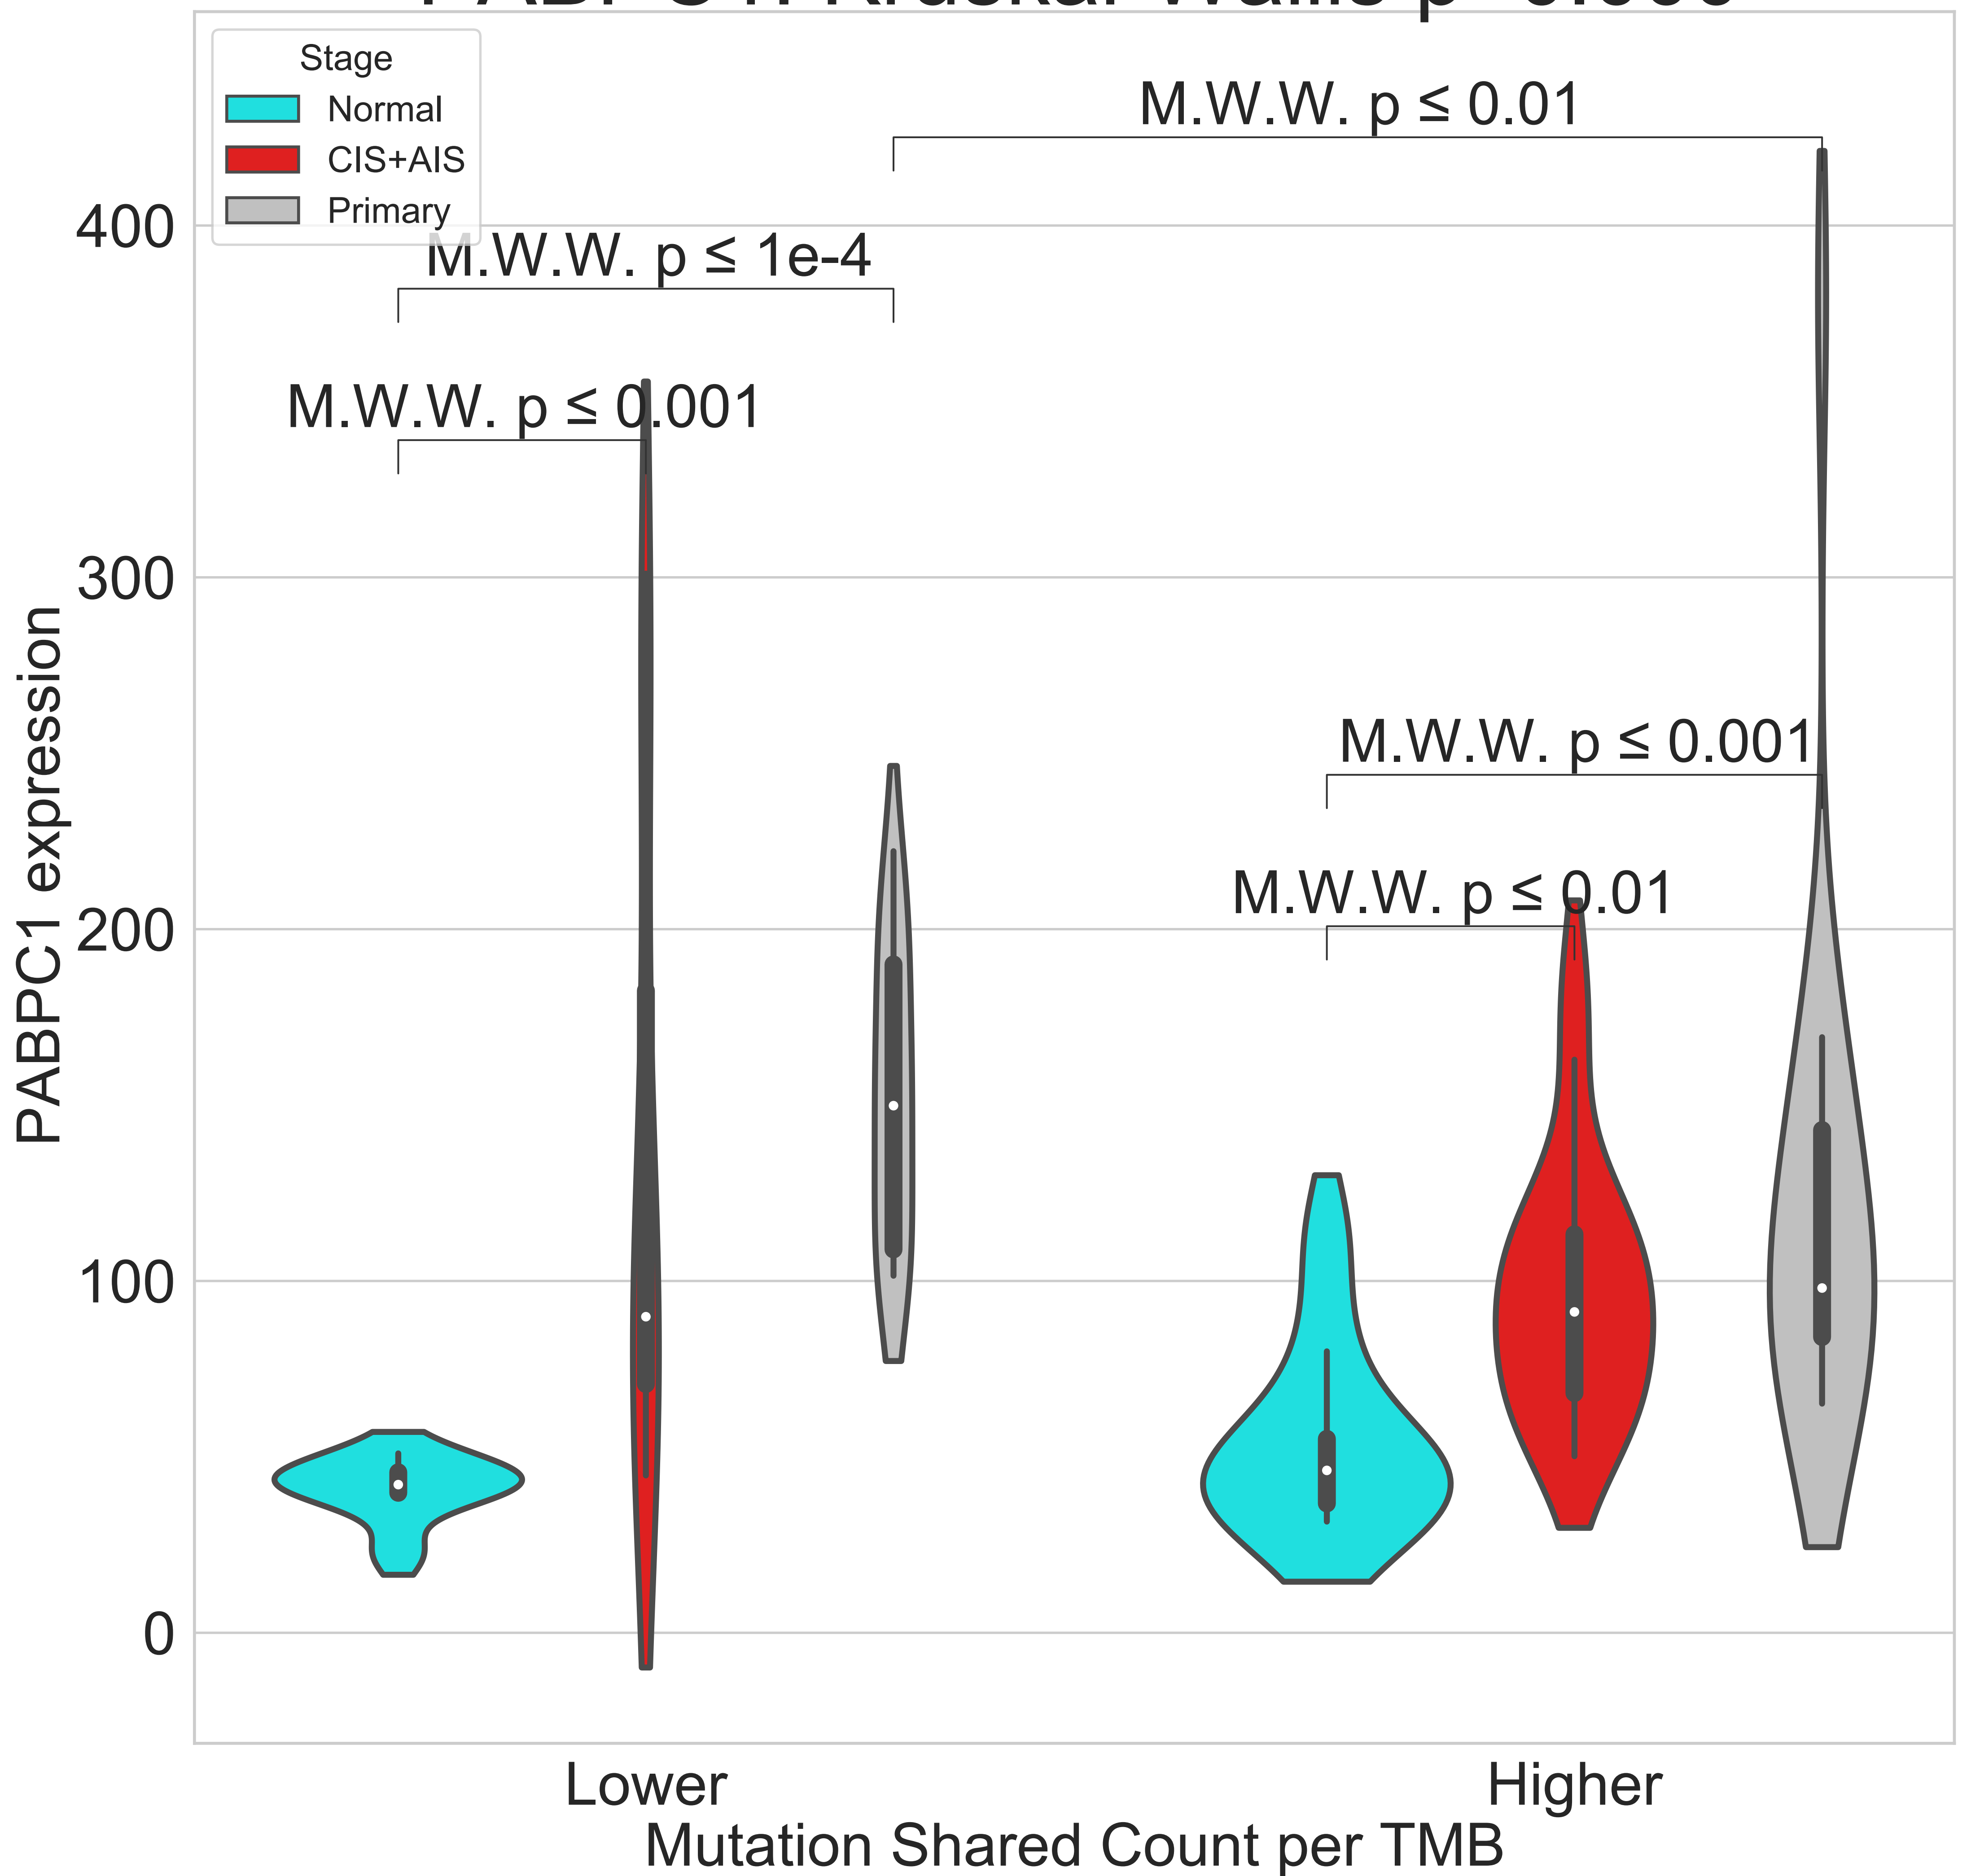 Stage
Normal
CIS+AIS
Primary
M.W.W. p ≤ 0.01
M.W.W. p ≤ 1e-4
M.W.W. p ≤ 0.001
M.W.W. p ≤ 0.001
M.W.W. p ≤ 0.01
400
300
200
100
0
PABPC1 expression
Lower
Higher
Mutation Shared Count per TMB